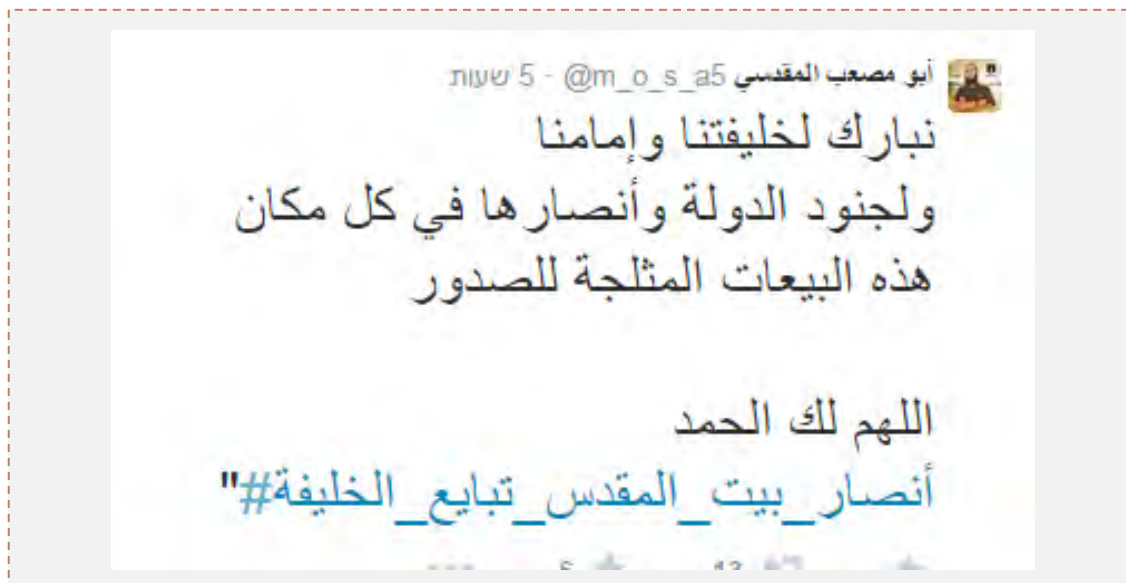 أبو مصعب المقدسي @m_o_s_a5 · 5 שעות
نبارك لخليفتنا وإمامنا
ولجنود الدولة وأنصارها في كل مكان
هذه البيعات المثلجة للصدور
اللهم لك الحمد
أنصار_بيت_المقدس_تبايع_الخليفة#"